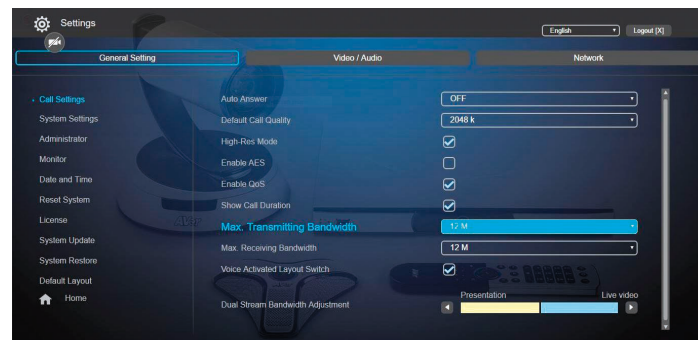 Settings
English
Logout [X]
General Setting
Video / Audio
Network
Call Settings
System Settings
Administrator
Monitor
Date and Time
Reset System
License
System Update
System Restore
Default Layout
Home
Auto Answer OFF
Default Call Quality 2048 k
High-Res Mode
Enable AES
Enable QoS
Show Call Duration
Max. Transmitting Bandwidth 12 M
Max. Receiving Bandwidth 12 M
Voice Activated Layout Switch
Presentation Live video
Dual Stream Bandwidth Adjustment